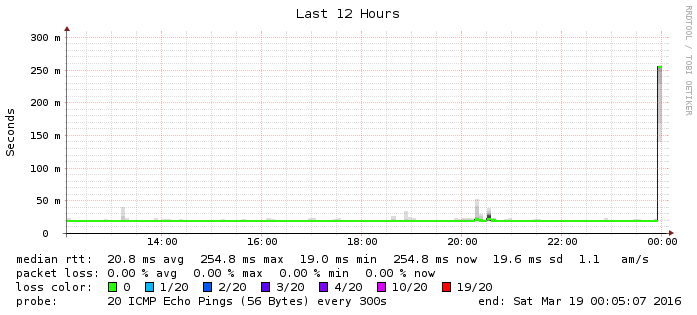 Last 12 Hours
RRDTOOL / TOBI OETIKER
Seconds
300 m
250 m
200 m
150 m
100 m
50 m
0
14:00 16:00 18:00 20:00 22:00 00:00
median rtt: 20.8 ms avg 254.8 ms max 19.0 ms min 254.8 ms now 19.6 ms sd 1.1 am/s
packet loss: 0.00 % avg 0.00 % max 0.00 % min 0.00 % now
loss color: 0 1/20 2/20 3/20 4/20 10/20 19/20
probe: 20 ICMP Echo Pings (56 Bytes) every 300s end: Sat Mar 19 00:05:07 2016